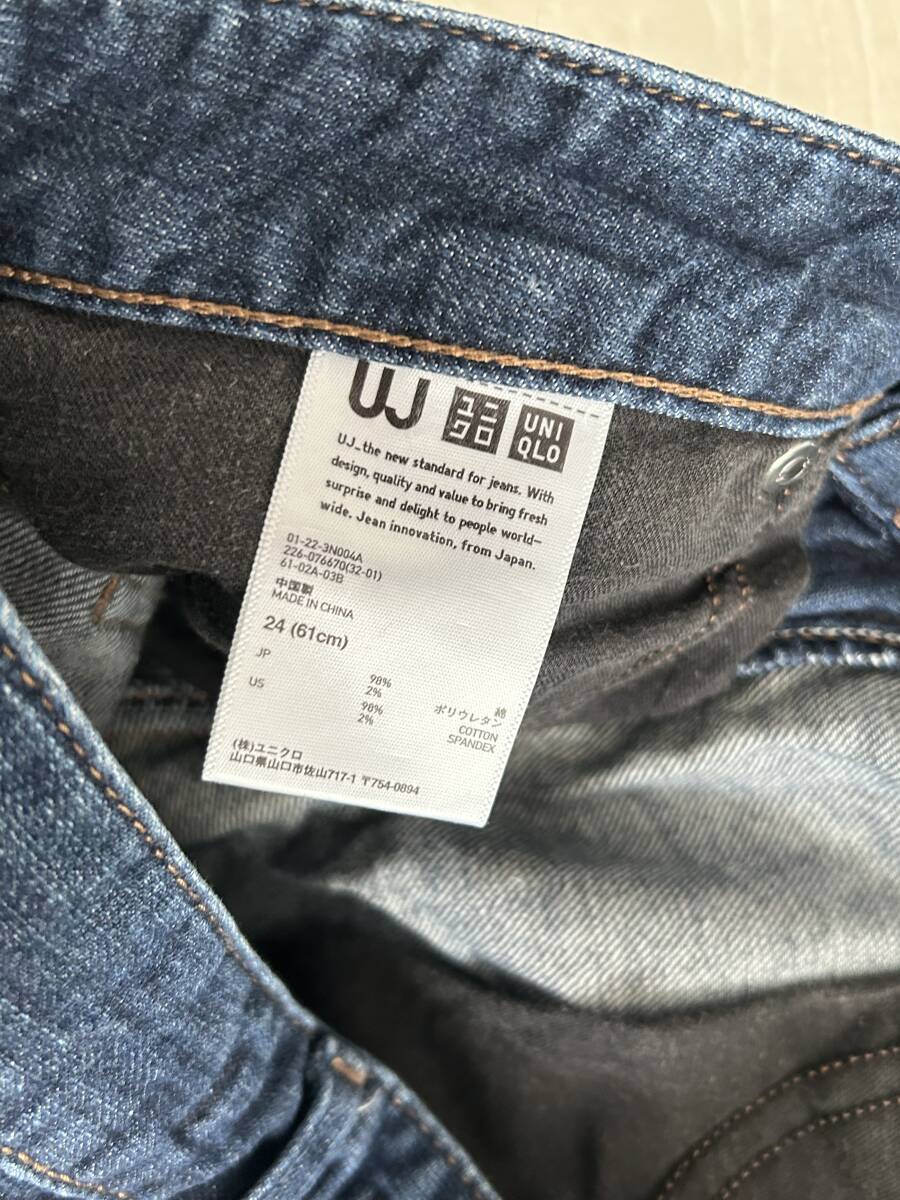 UJ
ユニ
クロ
UNI
QLO
UJ_the new standard for jeans. With
design, quality and value to bring fresh
surprise and delight to people world-
wide. Jean innovation, from Japan.
01-22-3N004A
226-076670(32-01)
61-02A-03B
中国製
MADE IN CHINA
24 (61cm)
JP
98% 綿
2% ポリウレタン
US
98% COTTON
2% SPANDEX
(株)ユニクロ
山口県山口市佐山717-1 〒754-0894